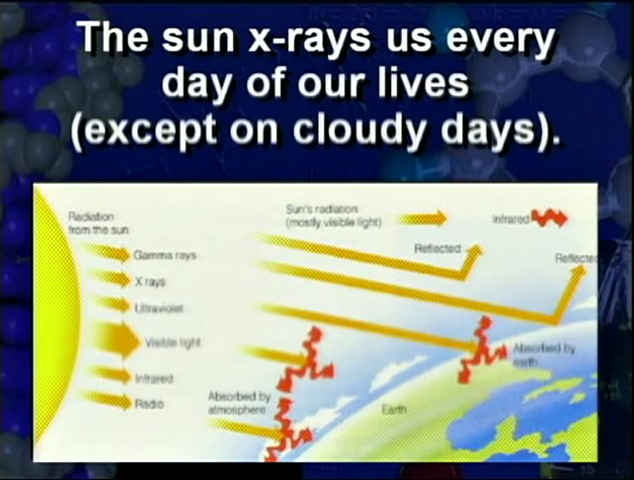 The sun x-rays us every
day of our lives
(except on cloudy days).
Radiation
from the sun
Sun's radiation
(mostly visible light)
Infrared
Reflected
Reflected
Gamma rays
X rays
Ultraviolet
Visible light
Infrared
Radio
Absorbed by
atmosphere
Earth
Absorbed by
earth